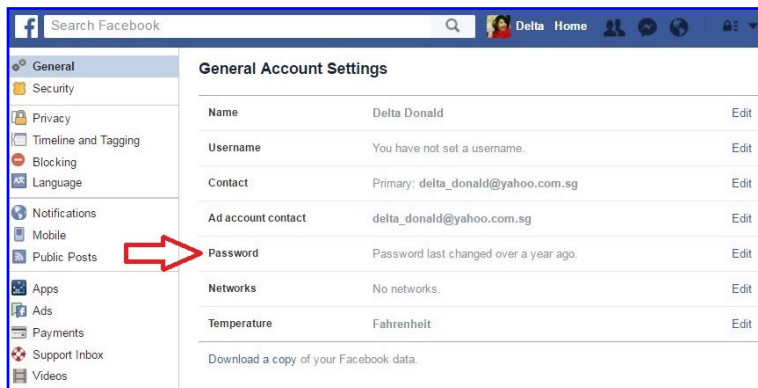 f Search Facebook Delta Home
General
Security
Privacy
Timeline and Tagging
Blocking
Language
Notifications
Mobile
Public Posts
Apps
Ads
Payments
Support Inbox
Videos
General Account Settings
Name Delta Donald Edit
Username You have not set a username. Edit
Contact Primary: delta_donald@yahoo.com.sg Edit
Ad account contact delta_donald@yahoo.com.sg Edit
Password Password last changed over a year ago. Edit
Networks No networks. Edit
Temperature Fahrenheit Edit
Download a copy of your Facebook data.